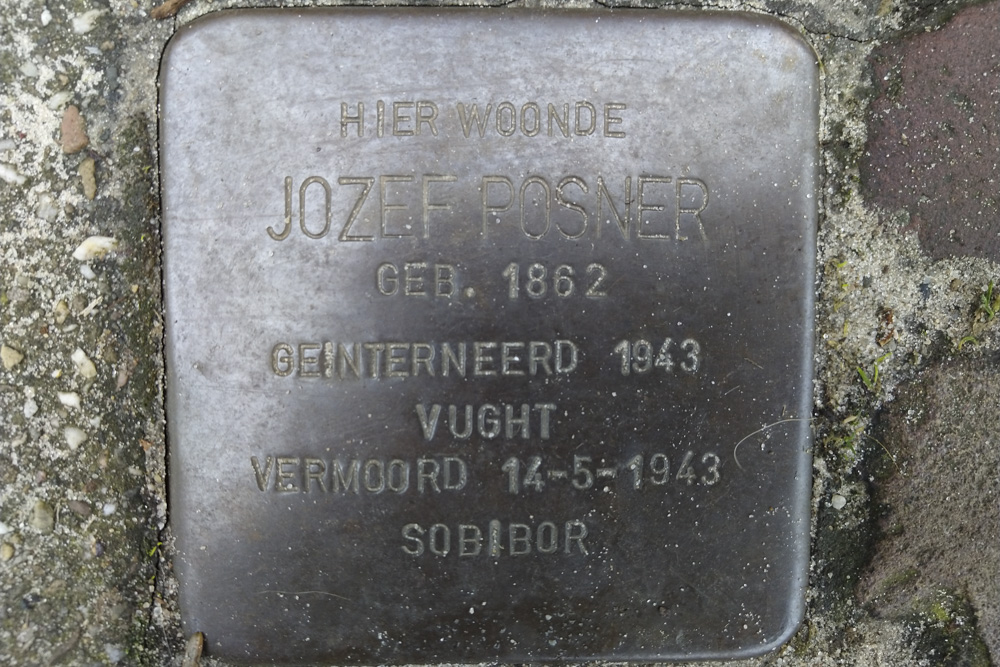 HIER WOONDE
JOZEF POSNER
GEB. 1862
GEINTERNEERD 1943
VUGHT
VERMOORD 14-5-1943
SOBIBOR